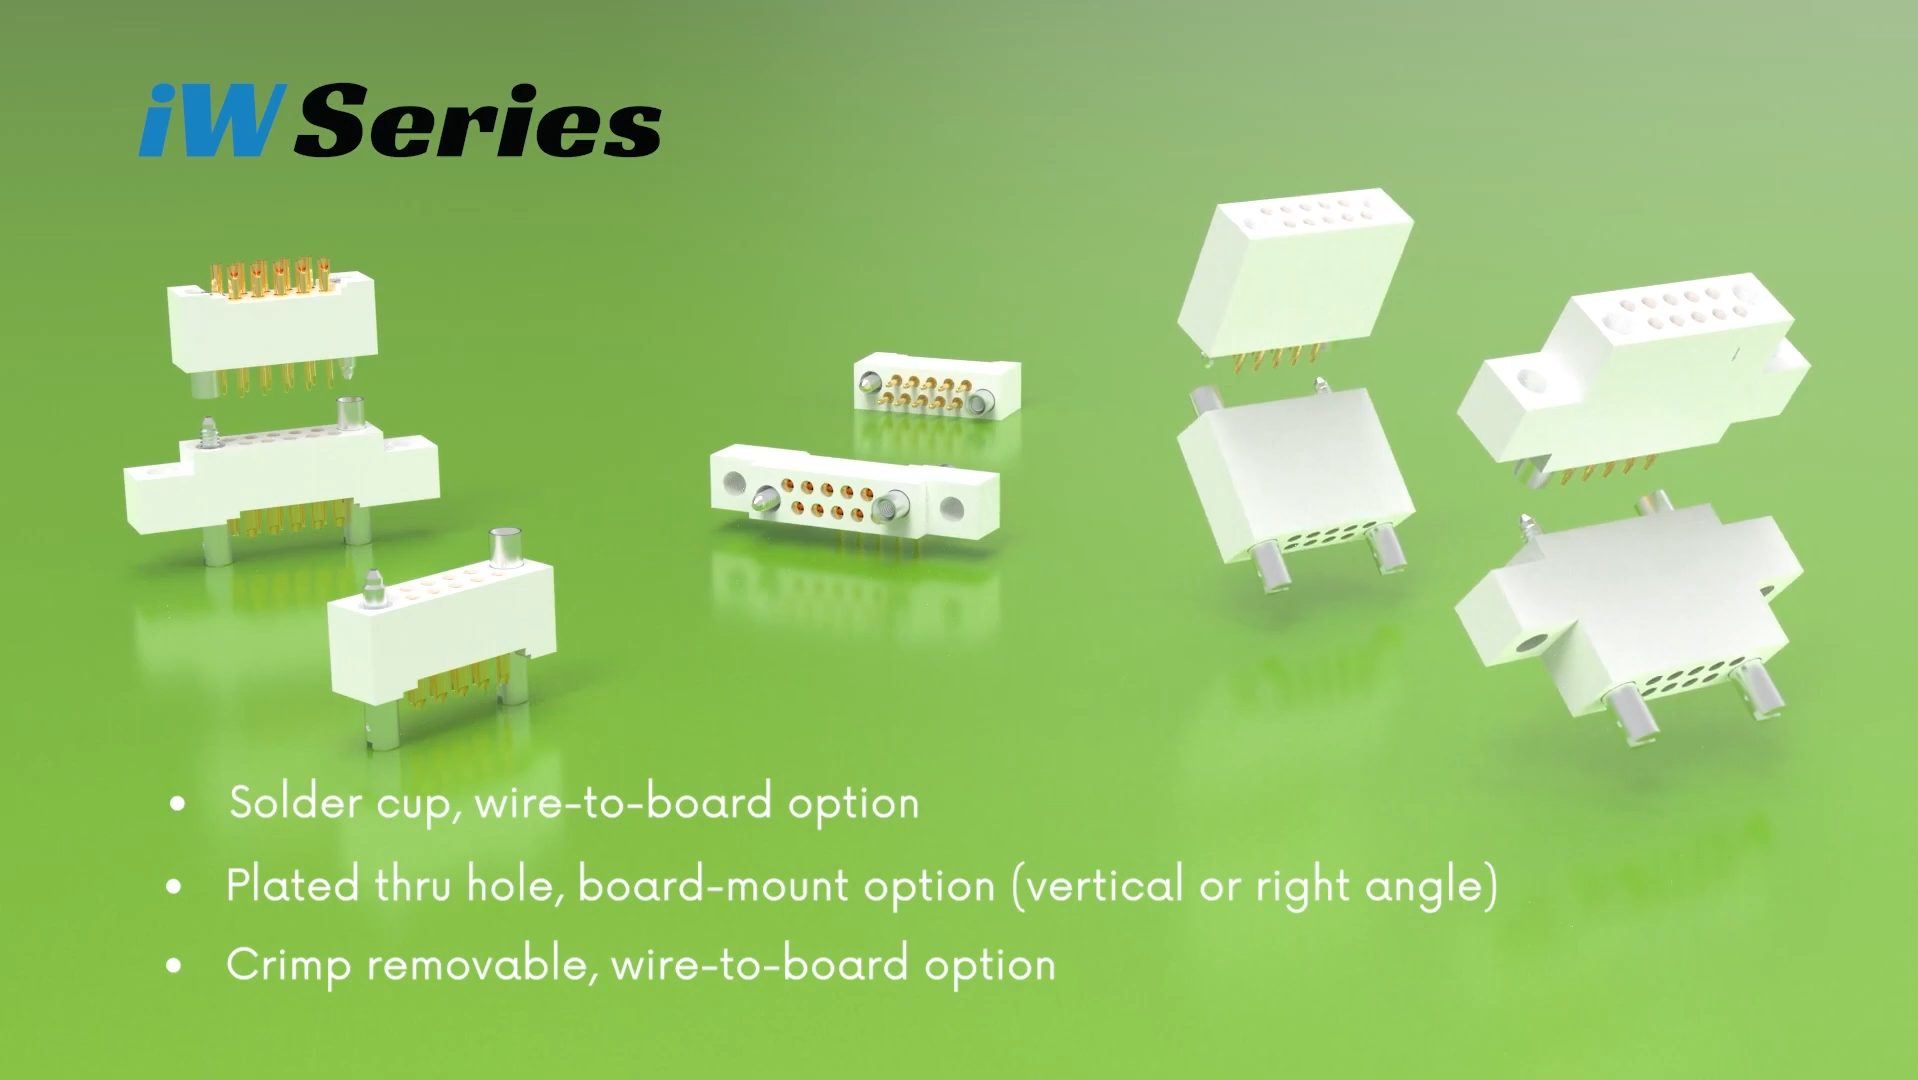 iW Series
• Solder cup, wire-to-board option
• Plated thru hole, board-mount option (vertical or right angle)
• Crimp removable, wire-to-board option